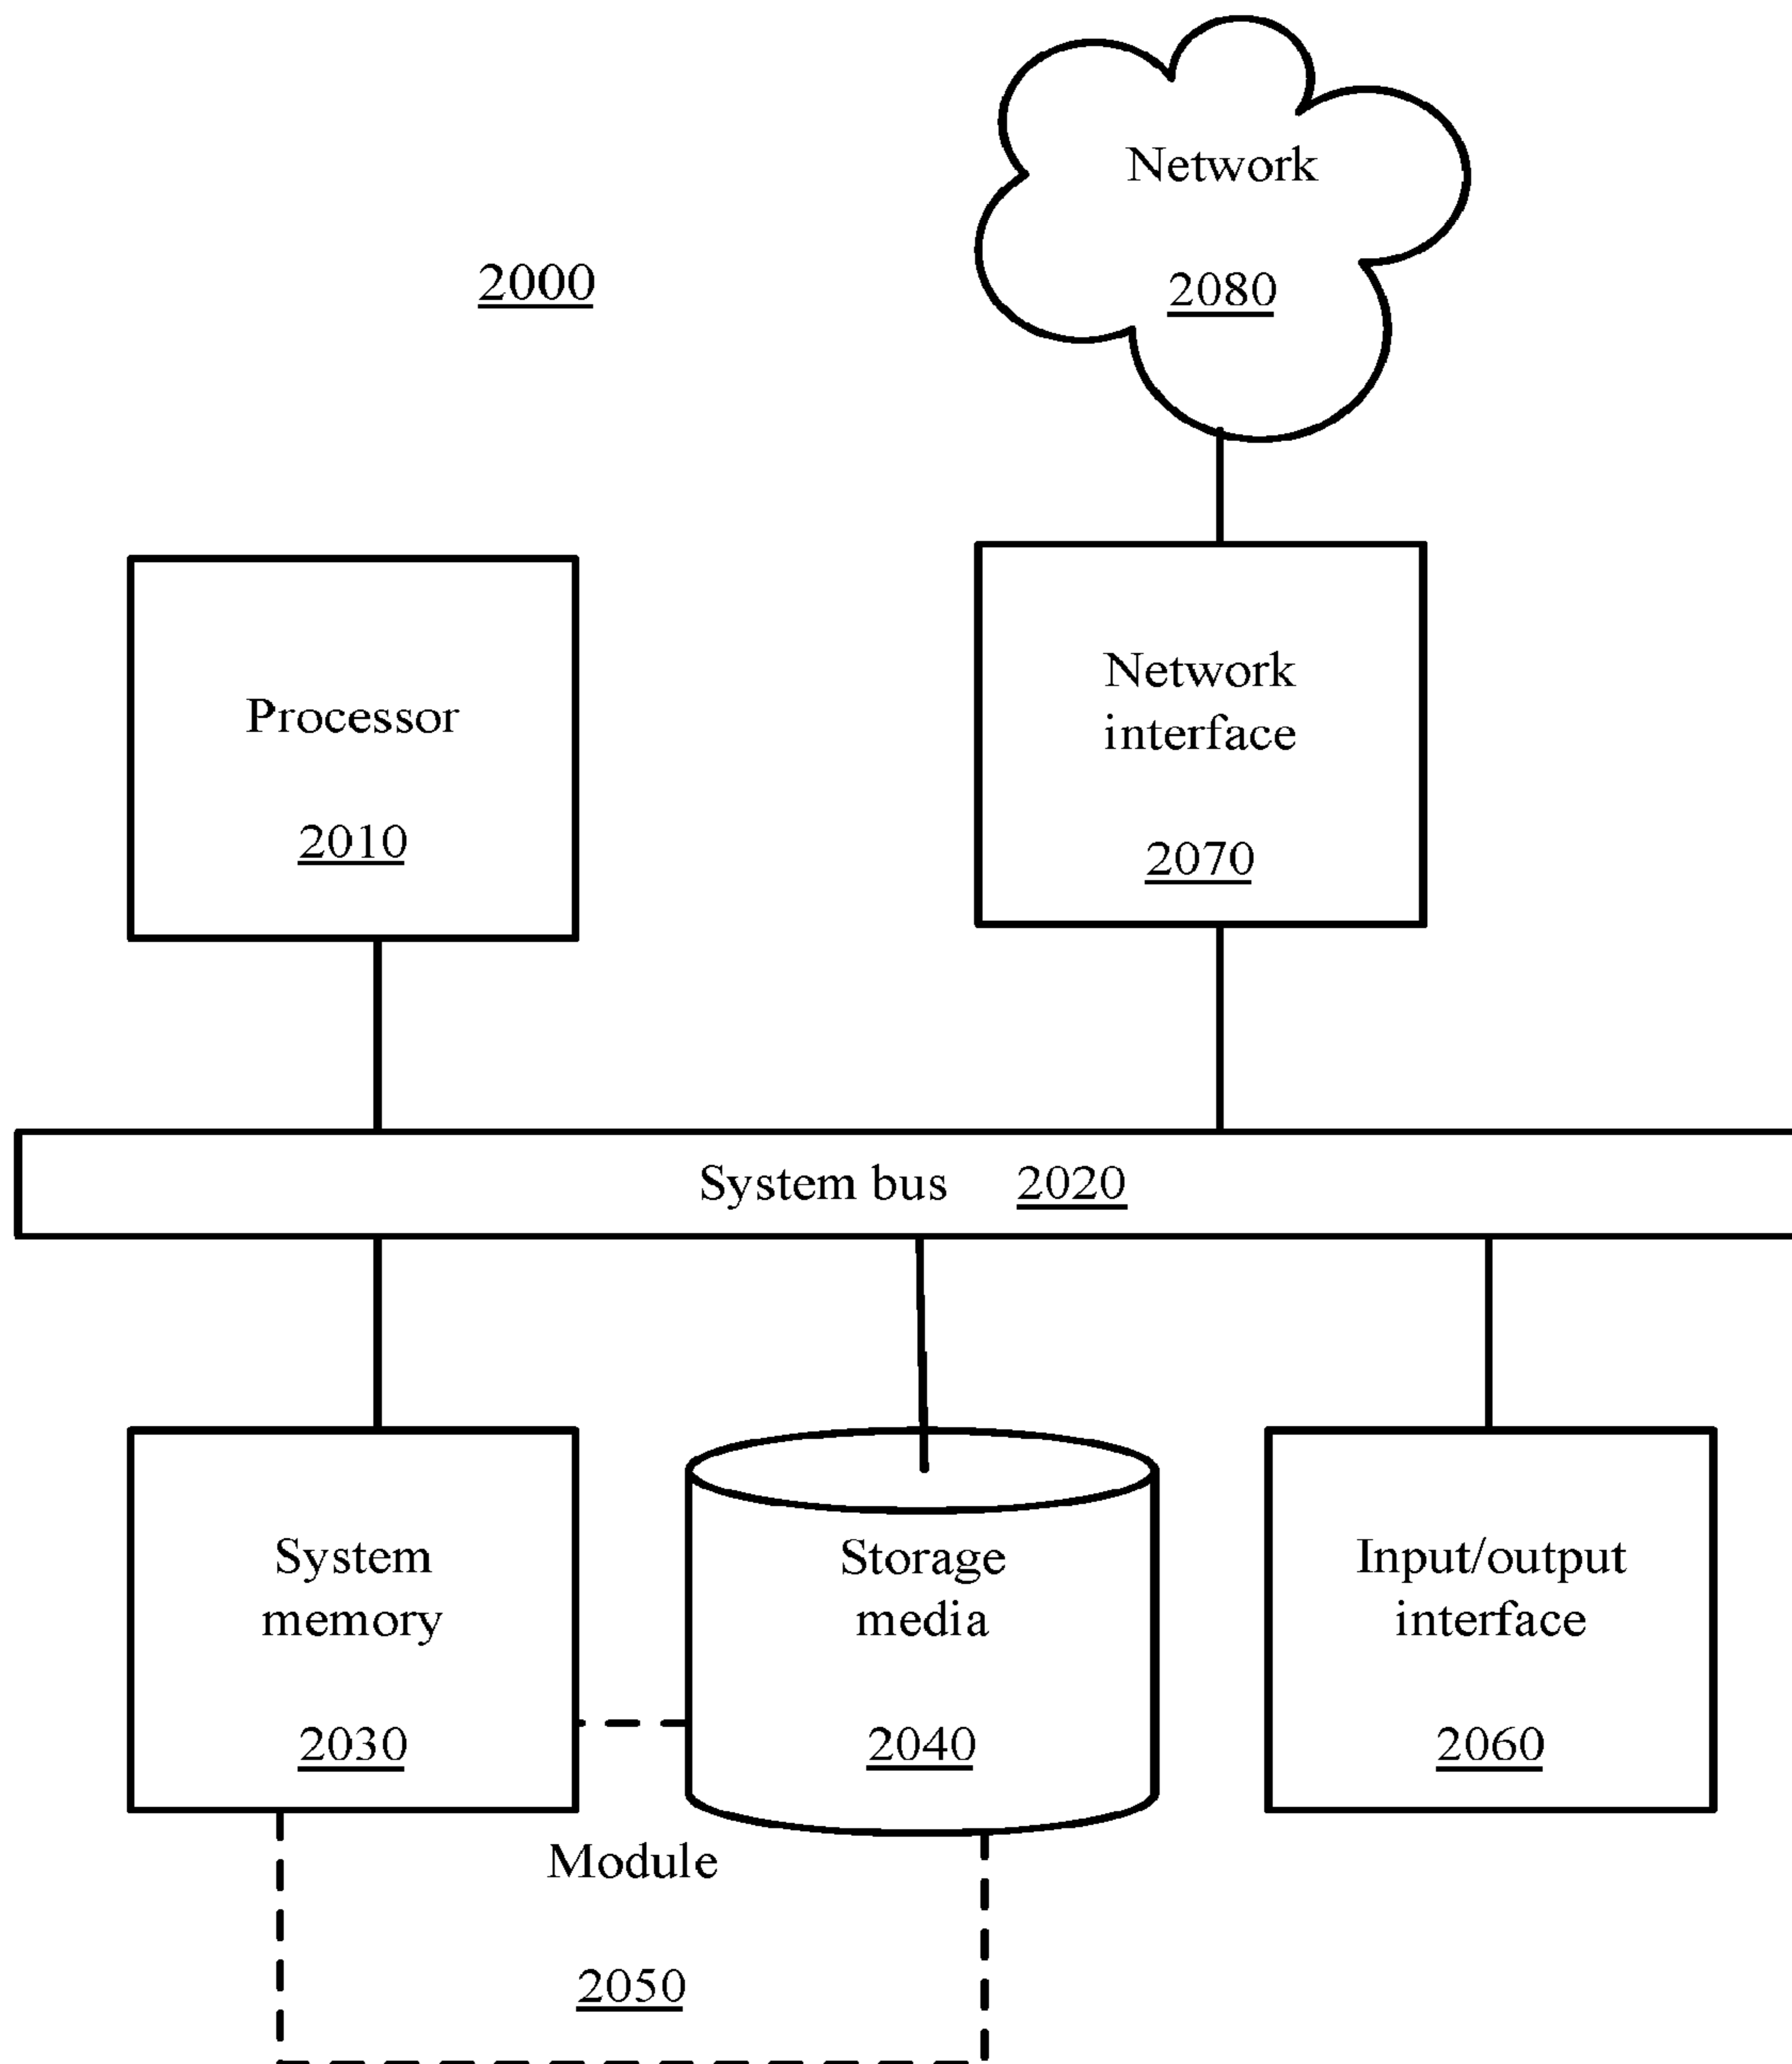 Network
2080
2000
Processor
2010
Network
interface
2070
System bus 2020
System
memory
2030
Storage
media
2040
Input/output
interface
2060
Module
2050